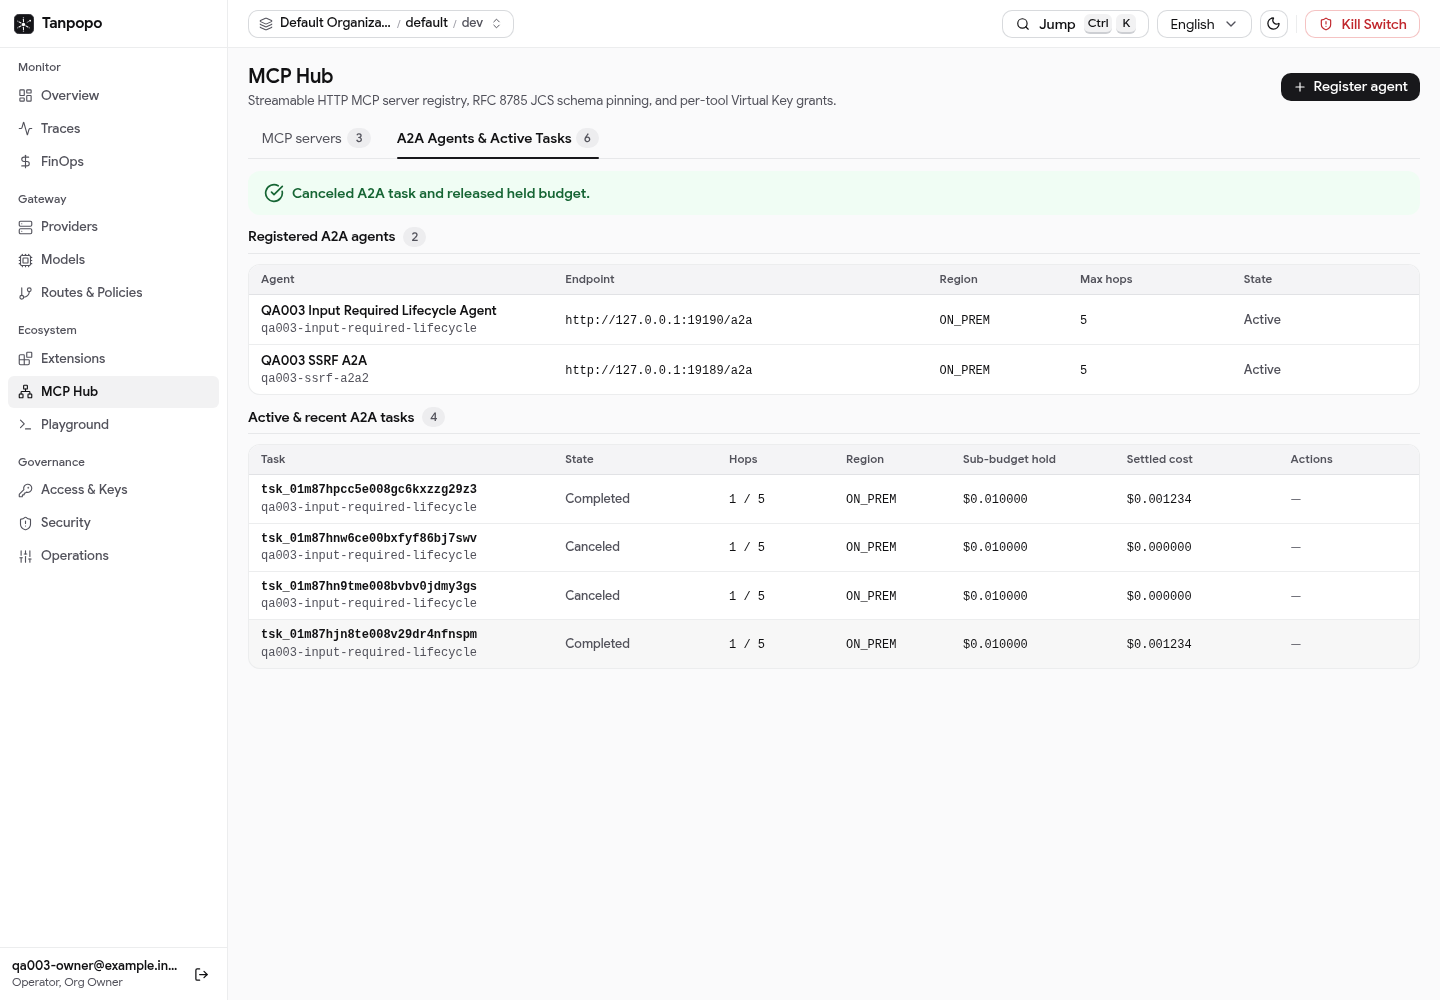 Tanpopo
Default Organiza... / default / dev
Jump Ctrl K
English
Kill Switch
Monitor
Overview
Traces
FinOps
Gateway
Providers
Models
Routes & Policies
Ecosystem
Extensions
MCP Hub
Playground
Governance
Access & Keys
Security
Operations
qa003-owner@example.in...
Operator, Org Owner
MCP Hub
Streamable HTTP MCP server registry, RFC 8785 JCS schema pinning, and per-tool Virtual Key grants.
Register agent
MCP servers 3 A2A Agents & Active Tasks 6
Canceled A2A task and released held budget.
Registered A2A agents 2
Agent Endpoint Region Max hops State
QA003 Input Required Lifecycle Agent
qa003-input-required-lifecycle
http://127.0.0.1:19190/a2a ON_PREM 5 Active
QA003 SSRF A2A
qa003-ssrf-a2a2
http://127.0.0.1:19189/a2a ON_PREM 5 Active
Active & recent A2A tasks 4
Task State Hops Region Sub-budget hold Settled cost Actions
tsk_01m87hpcc5e008gc6kxzzg29z3
qa003-input-required-lifecycle
Completed 1 / 5 ON_PREM $0.010000 $0.001234 —
tsk_01m87hnw6ce00bxfyf86bj7swv
qa003-input-required-lifecycle
Canceled 1 / 5 ON_PREM $0.010000 $0.000000 —
tsk_01m87hn9tme008bvbv0jdmy3gs
qa003-input-required-lifecycle
Canceled 1 / 5 ON_PREM $0.010000 $0.000000 —
tsk_01m87hjn8te008v29dr4nfnspm
qa003-input-required-lifecycle
Completed 1 / 5 ON_PREM $0.010000 $0.001234 —